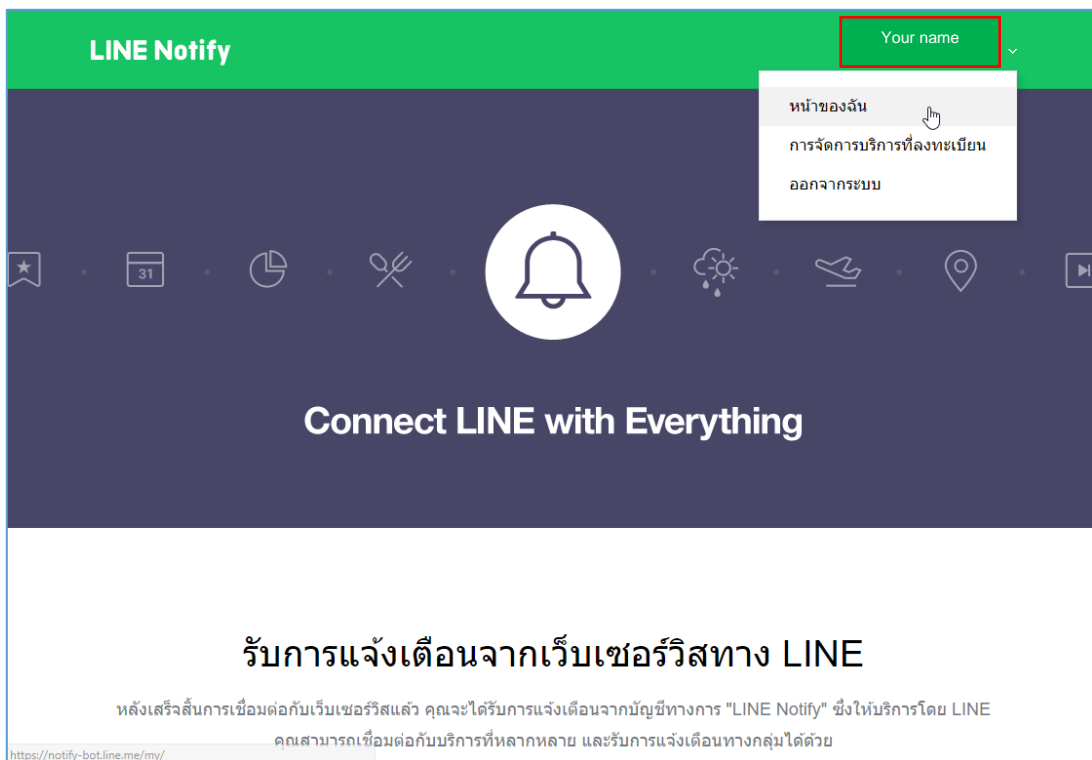 LINE Notify
Your name
หน้าของฉัน
การจัดการบริการที่ลงทะเบียน
ออกจากระบบ
31
Connect LINE with Everything
รับการแจ้งเตือนจากเว็บเซอร์วิสทาง LINE
หลังเสร็จสิ้นการเชื่อมต่อกับเว็บเซอร์วิสแล้ว คุณจะได้รับการแจ้งเตือนจากบัญชีทางการ "LINE Notify" ซึ่งให้บริการโดย LINE
คุณสามารถเชื่อมต่อกับบริการที่หลากหลาย และรับการแจ้งเตือนทางกลุ่มได้ด้วย
https://notify-bot.line.me/my/